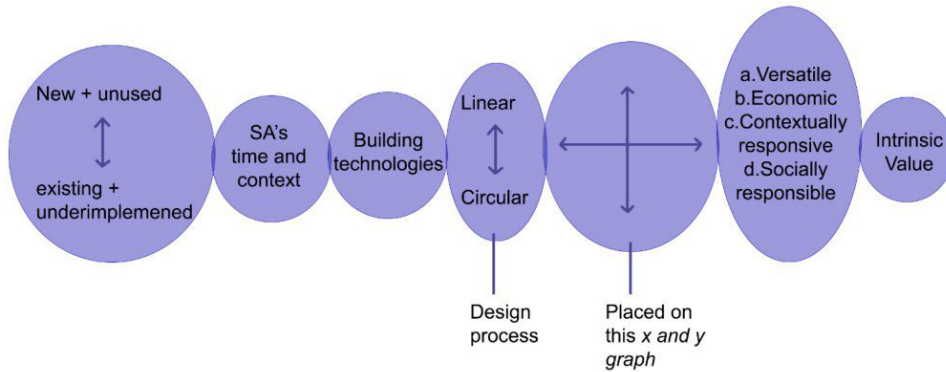 New + unused
existing +
underimplemened
SA's
time and
context
Building
technologies
Linear
Circular
Design
process
Placed on
this x and y
graph
a.Versatile
b.Economic
c.Contextually
responsive
d.Socially
responsible
Intrinsic
Value